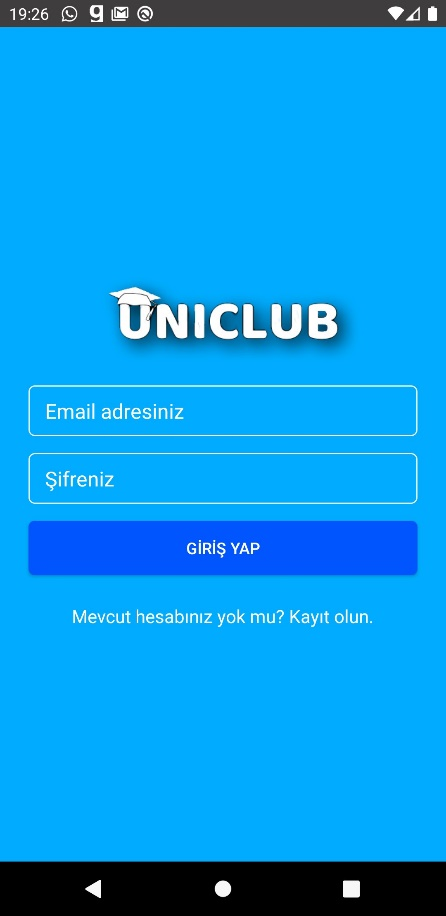 19:26
UNICLUB
Email adresiniz
Şifreniz
GİRİŞ YAP
Mevcut hesabınız yok mu? Kayıt olun.